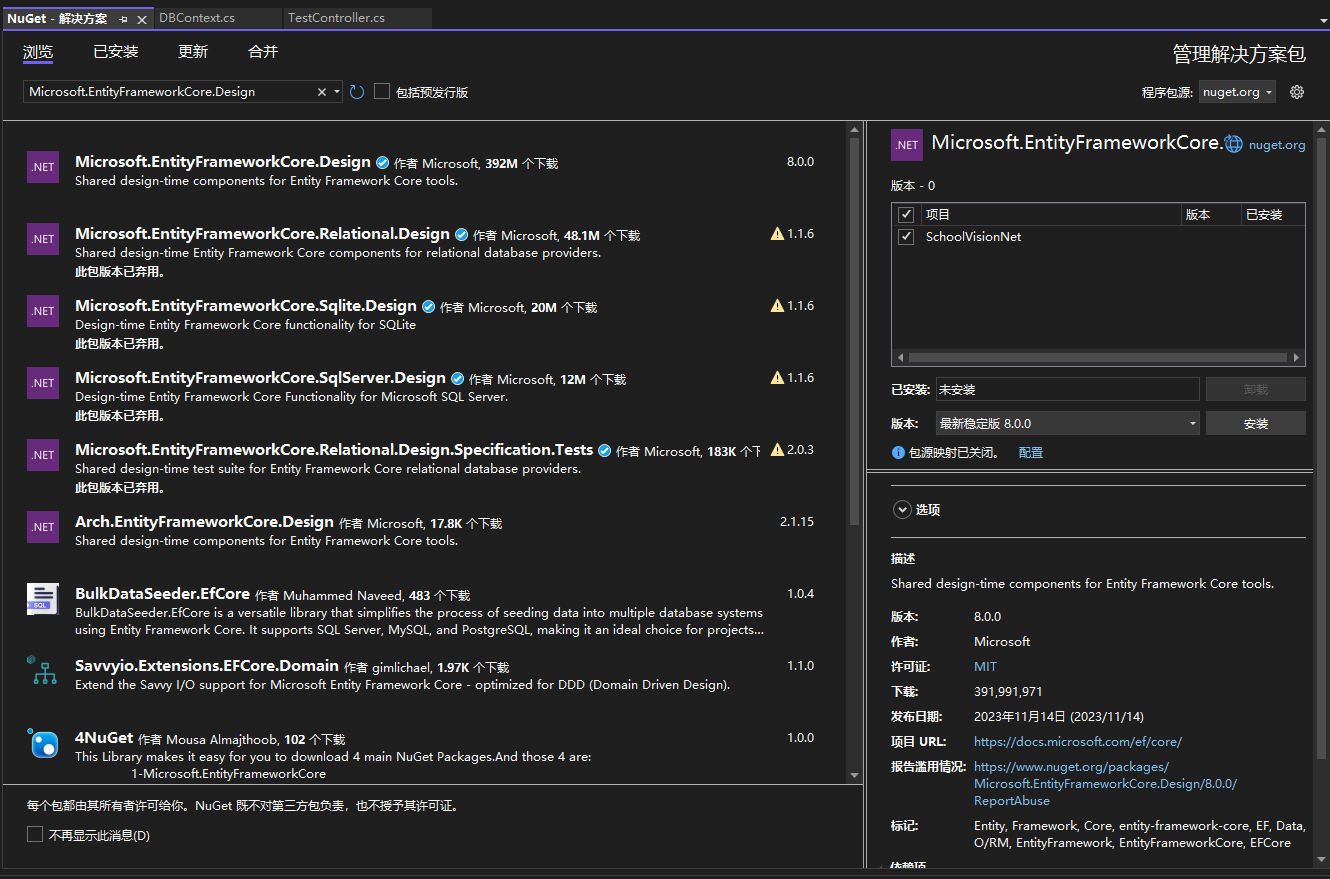 NuGet - 解决方案
DBContext.cs
TestController.cs
浏览
已安装
更新
合并
管理解决方案包
Microsoft.EntityFrameworkCore.Design
包括预发行版
程序包源: nuget.org
.NET
Microsoft.EntityFrameworkCore.Design 作者 Microsoft, 392M 个下载
8.0.0
Shared design-time components for Entity Framework Core tools.
.NET
Microsoft.EntityFrameworkCore.Relational.Design 作者 Microsoft, 48.1M 个下载
1.1.6
Shared design-time Entity Framework Core components for relational database providers.
此包版本已弃用。
.NET
Microsoft.EntityFrameworkCore.Sqlite.Design 作者 Microsoft, 20M 个下载
1.1.6
Design-time Entity Framework Core functionality for SQLite
此包版本已弃用。
.NET
Microsoft.EntityFrameworkCore.SqlServer.Design 作者 Microsoft, 12M 个下载
1.1.6
Design-time Entity Framework Core Functionality for Microsoft SQL Server.
此包版本已弃用。
.NET
Microsoft.EntityFrameworkCore.Relational.Design.Specification.Tests 作者 Microsoft, 183K 个下
2.0.3
Shared design-time test suite for Entity Framework Core relational database providers.
此包版本已弃用。
.NET
Arch.EntityFrameworkCore.Design 作者 Microsoft, 17.8K 个下载
2.1.15
Shared design-time components for Entity Framework Core tools.
SQL
BulkDataSeeder.EfCore 作者 Muhammed Naveed, 483 个下载
1.0.4
BulkDataSeeder.EfCore is a versatile library that simplifies the process of seeding data into multiple database systems
using Entity Framework Core. It supports SQL Server, MySQL, and PostgreSQL, making it an ideal choice for projects...
Savvyio.Extensions.EFCore.Domain 作者 gimlichael, 1.97K 个下载
1.1.0
Extend the Savvy I/O support for Microsoft Entity Framework Core - optimized for DDD (Domain Driven Design).
4NuGet 作者 Mousa Almajthoob, 102 个下载
1.0.0
This Library makes it easy for you to download 4 main NuGet Packages.And those 4 are:
1-Microsoft.EntityFrameworkCore
每个包都由其所有者许可给你。NuGet 既不对第三方包负责，也不授予其许可证。
不再显示此消息(D)
.NET
Microsoft.EntityFrameworkCore.
nuget.org
版本 - 0
项目
版本
已安装
SchoolVisionNet
已安装: 未安装
卸载
版本: 最新稳定版 8.0.0
安装
包源映射已关闭。 配置
选项
描述
Shared design-time components for Entity Framework Core tools.
版本: 8.0.0
作者: Microsoft
许可证: MIT
下载: 391,991,971
发布日期: 2023年11月14日 (2023/11/14)
项目 URL: https://docs.microsoft.com/ef/core/
报告滥用情况: https://www.nuget.org/packages/
Microsoft.EntityFrameworkCore.Design/8.0.0/
ReportAbuse
标记: Entity, Framework, Core, entity-framework-core, EF, Data,
O/RM, EntityFramework, EntityFrameworkCore, EFCore
依赖项